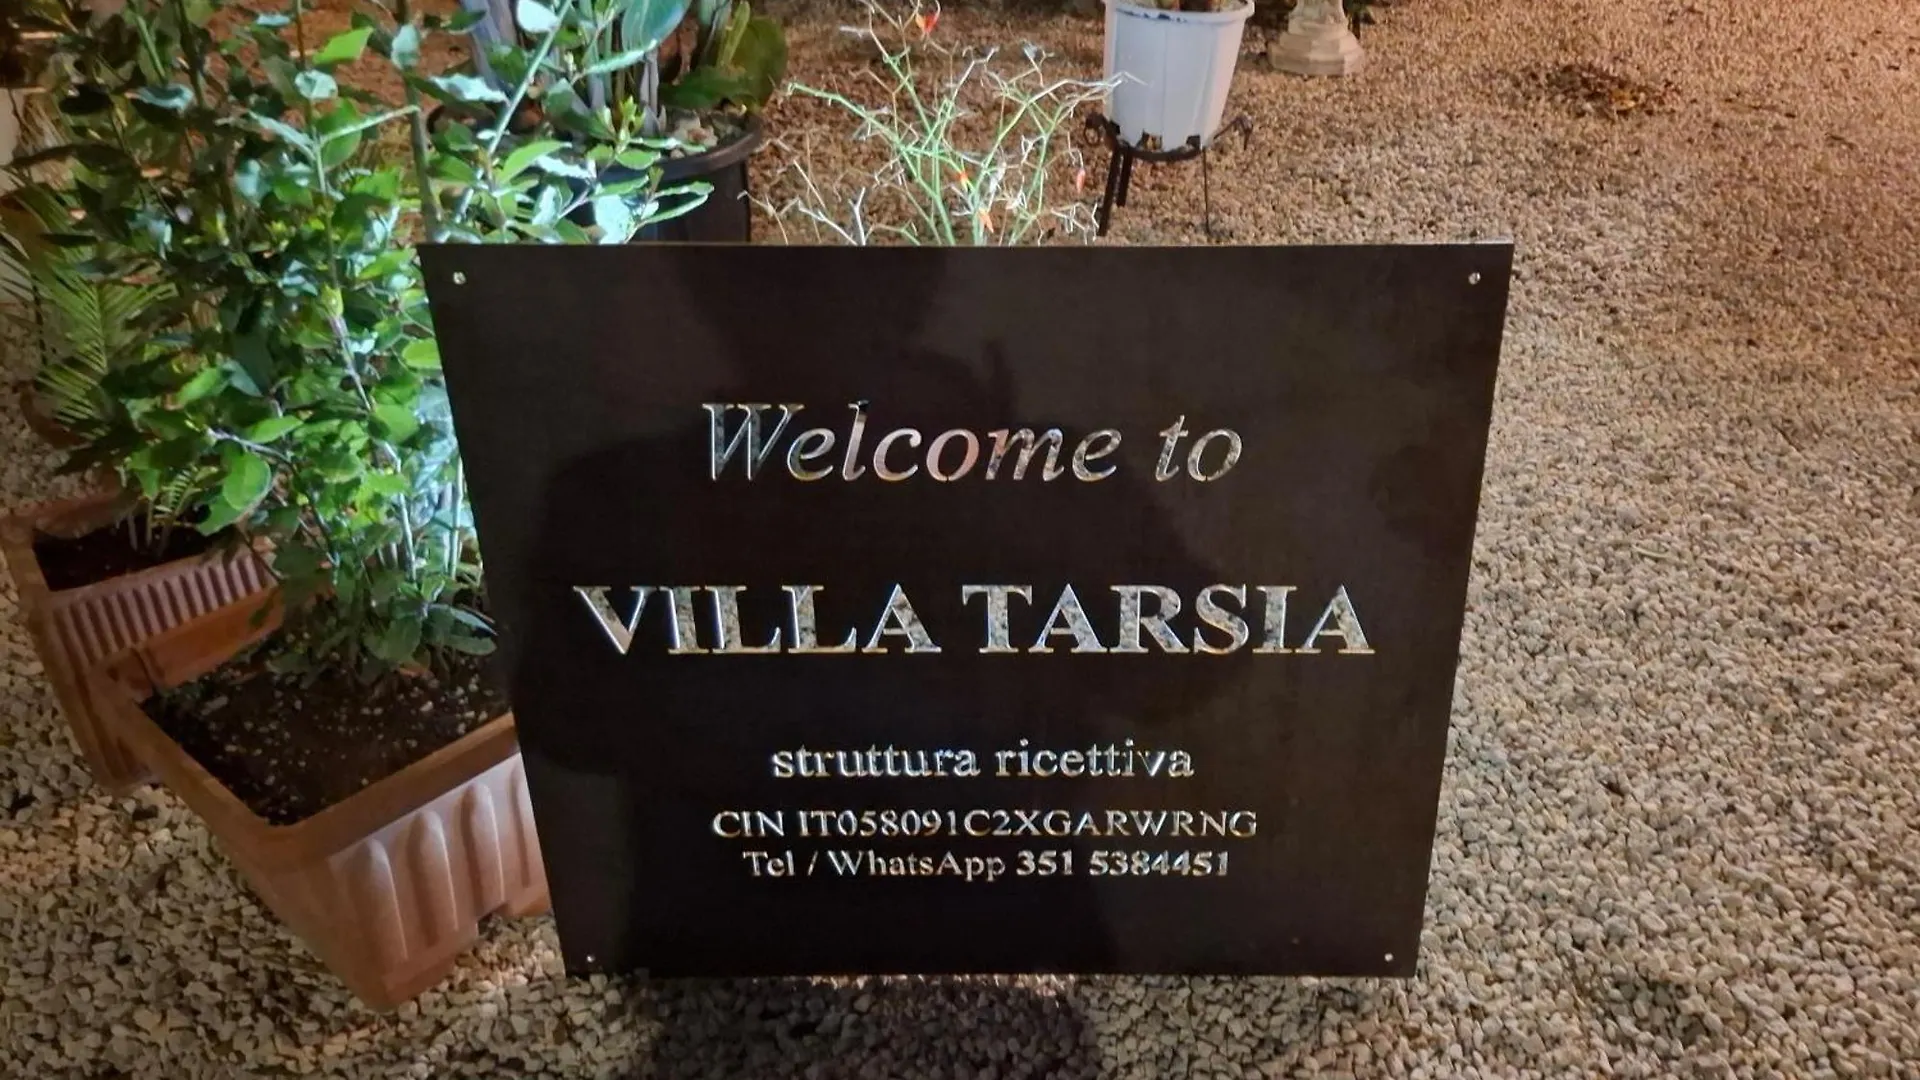 Welcome to
VILLA TARSIA
struttura ricettiva
CIN IT058091C2XGARWRNG
Tel / WhatsApp 351 5384451